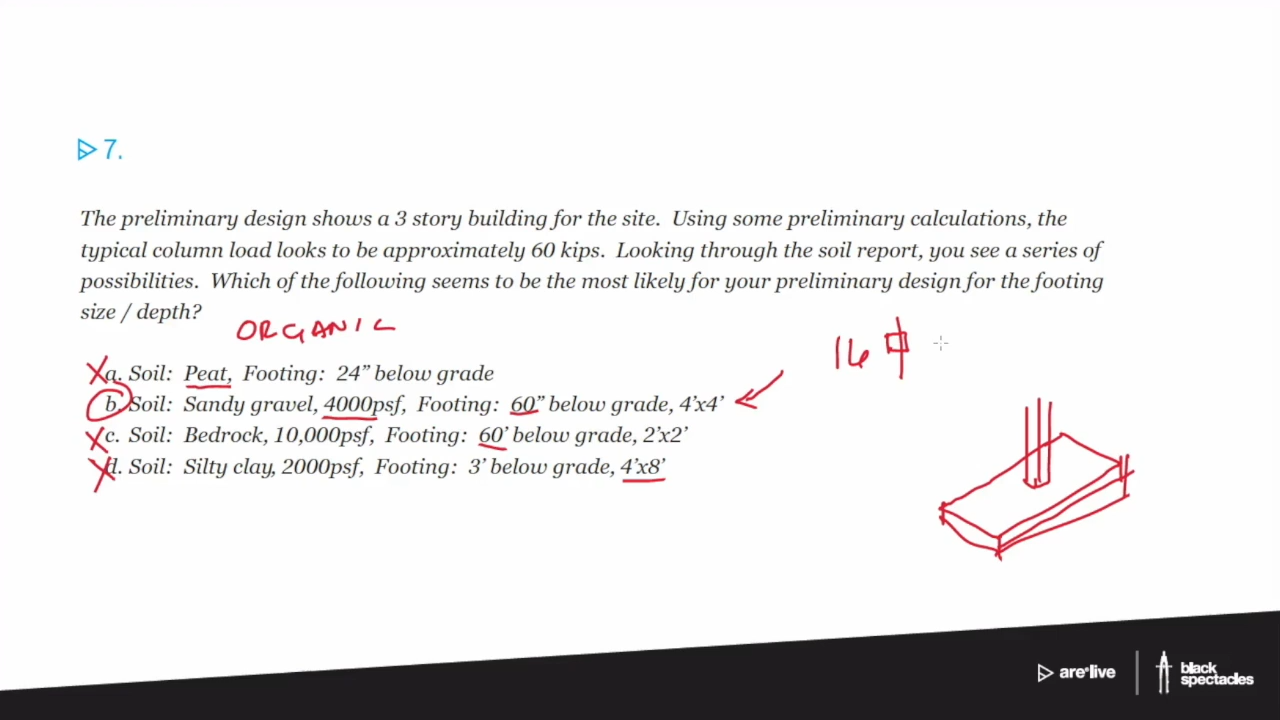 7.
The preliminary design shows a 3 story building for the site. Using some preliminary calculations, the
typical column load looks to be approximately 60 kips. Looking through the soil report, you see a series of
possibilities. Which of the following seems to be the most likely for your preliminary design for the footing
size / depth?
ORGANIC
16
a. Soil: Peat, Footing: 24” below grade
b. Soil: Sandy gravel, 4000psf, Footing: 60” below grade, 4’x4’
c. Soil: Bedrock, 10,000psf, Footing: 60’ below grade, 2’x2’
d. Soil: Silty clay, 2000psf, Footing: 3’ below grade, 4’x8’
are live
black
spectacles